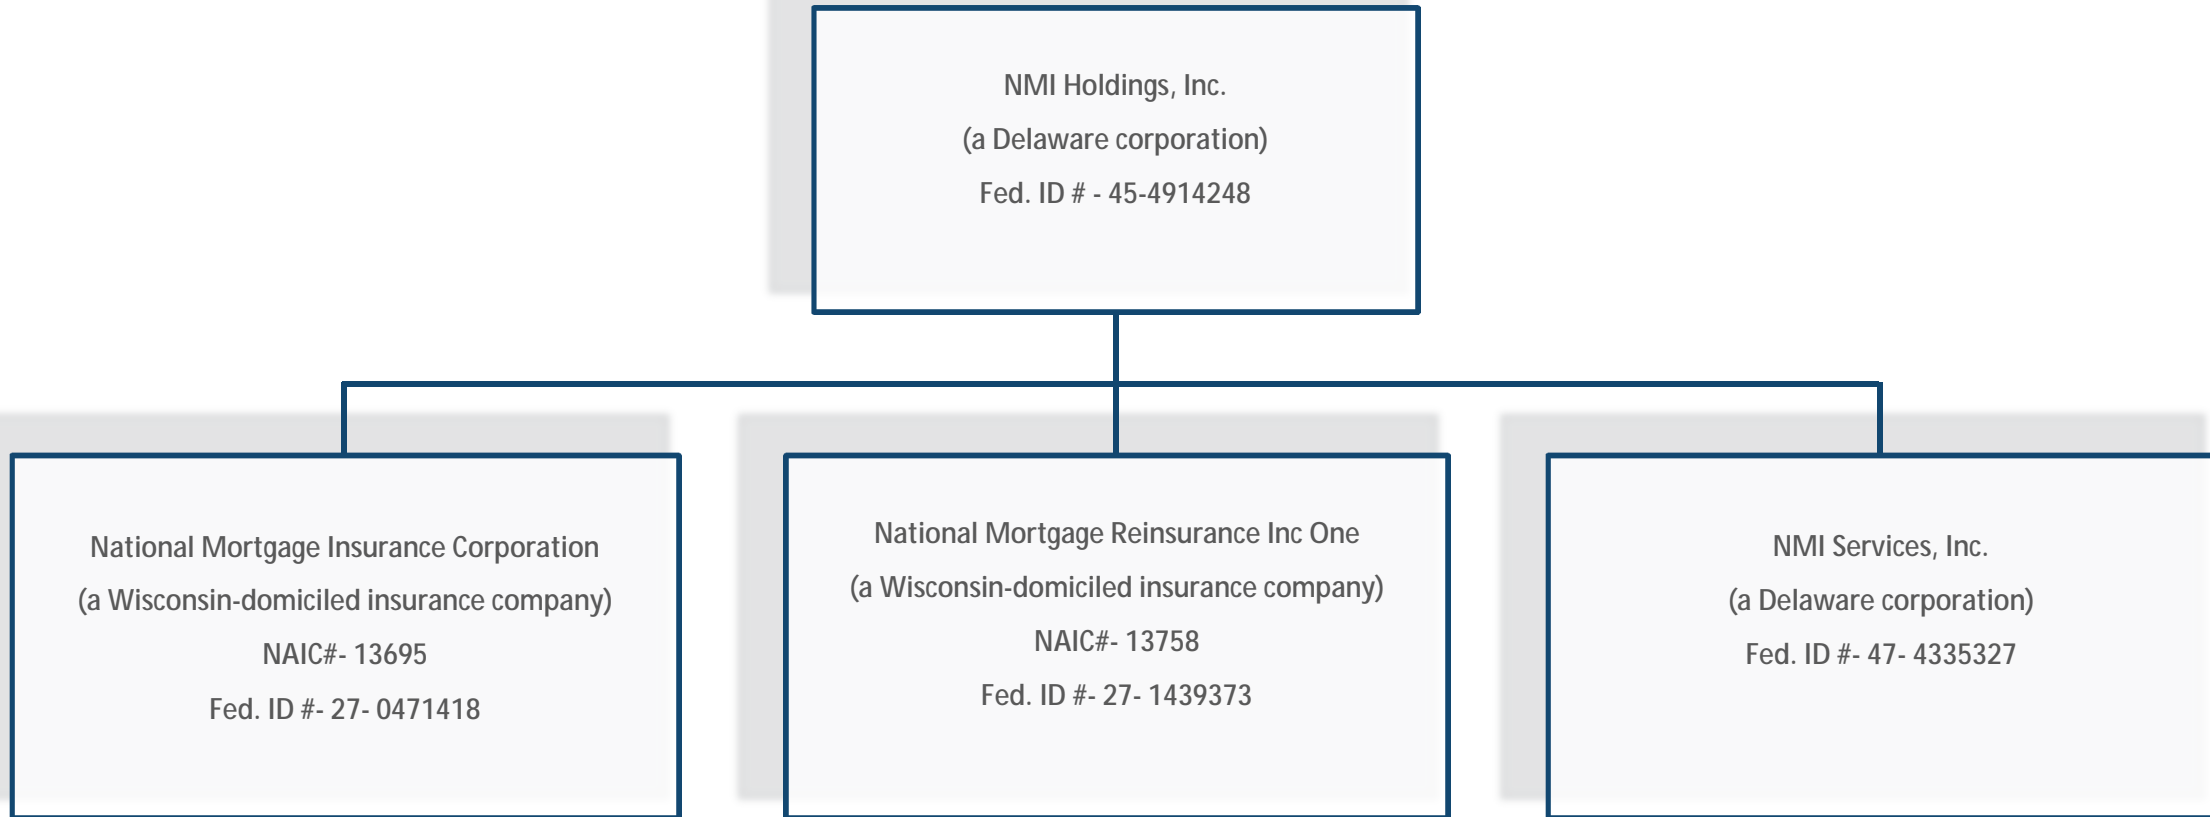 NMI Holdings, Inc.
(a Delaware corporation)
Fed. ID # - 45-4914248
National Mortgage Insurance Corporation
(a Wisconsin-domiciled insurance company)
NAIC#- 13695
Fed. ID #- 27- 0471418
National Mortgage Reinsurance Inc One
(a Wisconsin-domiciled insurance company)
NAIC#- 13758
Fed. ID #- 27- 1439373
NMI Services, Inc.
(a Delaware corporation)
Fed. ID #- 47- 4335327